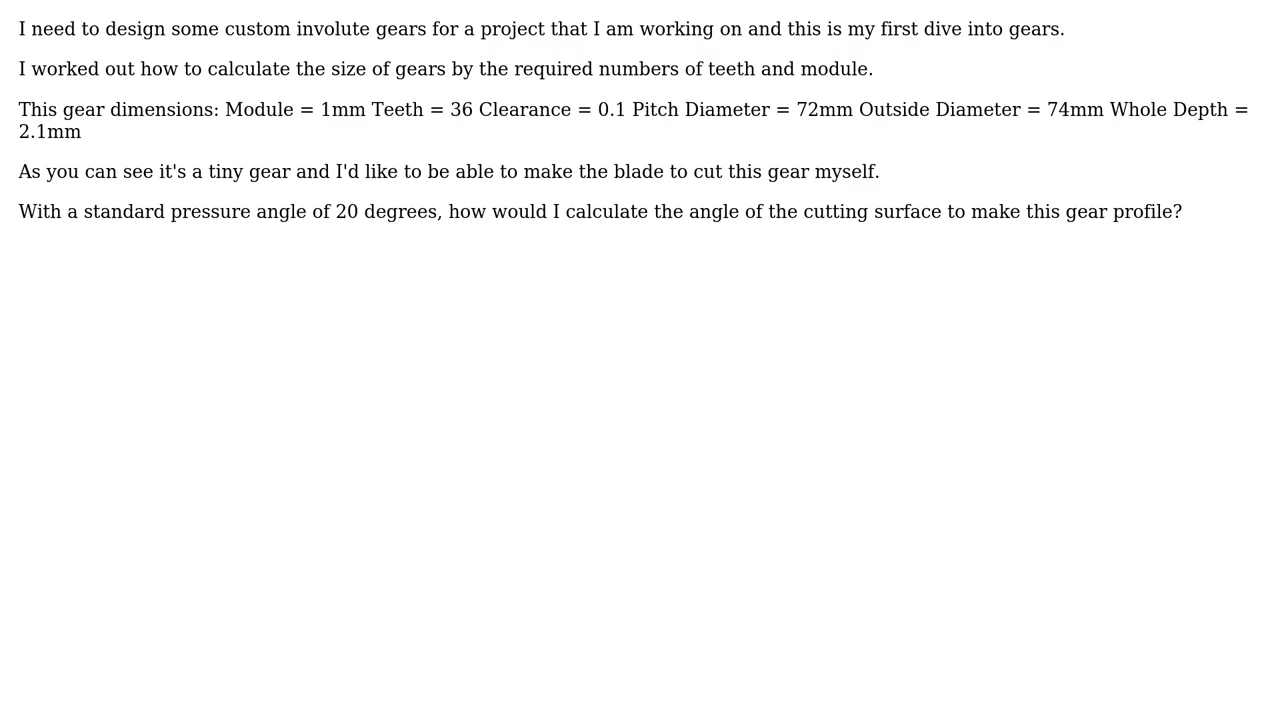 I need to design some custom involute gears for a project that I am working on and this is my first dive into gears.
I worked out how to calculate the size of gears by the required numbers of teeth and module.
This gear dimensions: Module = 1mm Teeth = 36 Clearance = 0.1 Pitch Diameter = 72mm Outside Diameter = 74mm Whole Depth =
2.1mm
As you can see it's a tiny gear and I'd like to be able to make the blade to cut this gear myself.
With a standard pressure angle of 20 degrees, how would I calculate the angle of the cutting surface to make this gear profile?